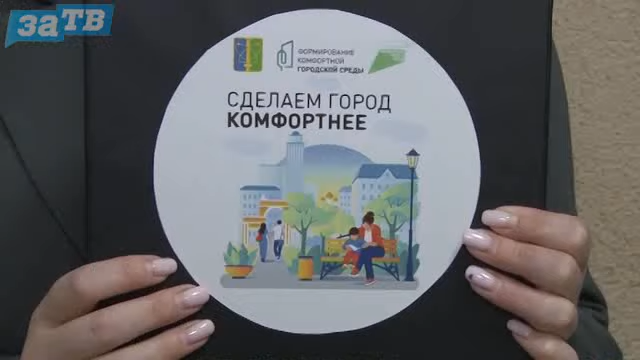 заТВ
ФОРМИРОВАНИЕ
КОМФОРТНОЙ
ГОРОДСКОЙ СРЕДЫ
СДЕЛАЕМ ГОРОД
КОМФОРТНЕЕ